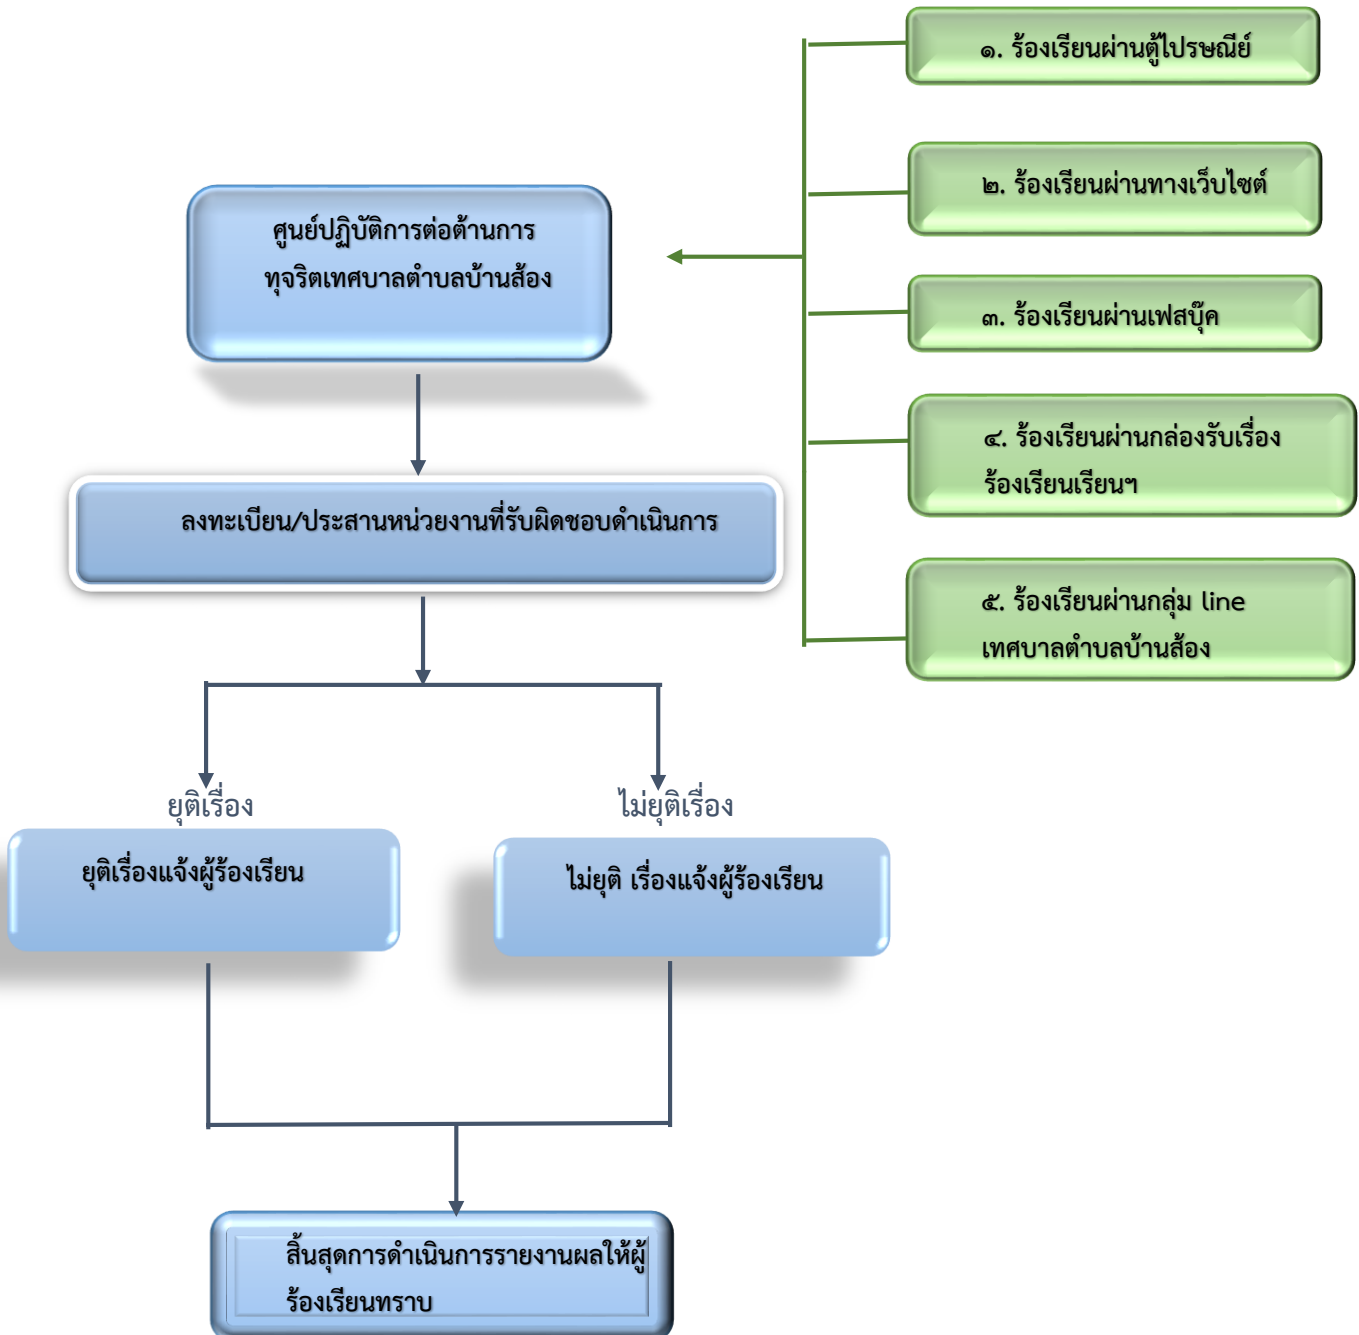 ๑. ร้องเรียนผ่านตู้ไปรษณีย์
๒. ร้องเรียนผ่านทางเว็บไซต์
ศูนย์ปฏิบัติการต่อต้านการ
ทุจริตเทศบาลตำบลบ้านส้อง
๓. ร้องเรียนผ่านเฟสบุ๊ค
๔. ร้องเรียนผ่านกล่องรับเรื่อง
ร้องเรียนเรียนฯ
ลงทะเบียน/ประสานหน่วยงานที่รับผิดชอบดำเนินการ
๕. ร้องเรียนผ่านกลุ่ม line
เทศบาลตำบลบ้านส้อง
ยุติเรื่อง
ไม่ยุติเรื่อง
ยุติเรื่องแจ้งผู้ร้องเรียน
ไม่ยุติ เรื่องแจ้งผู้ร้องเรียน
สิ้นสุดการดำเนินการรายงานผลให้ผู้
ร้องเรียนทราบ